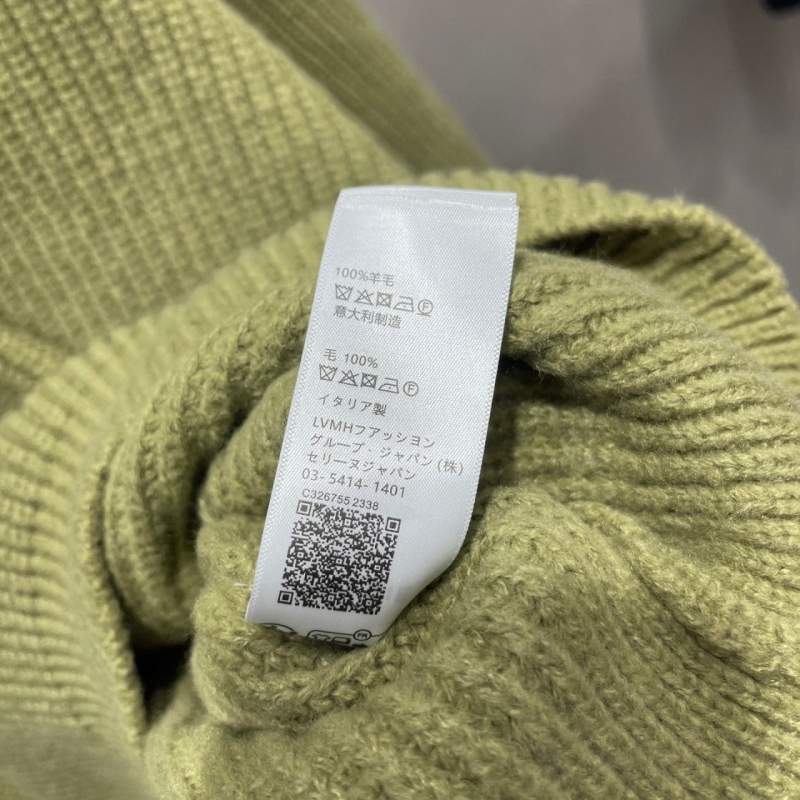 100%羊毛
意大利制造
毛 100%
イタリア製
LVMHファッション
グループ・ジャパン(株)
セリーヌジャパン
03-5414-1401
C3267552338